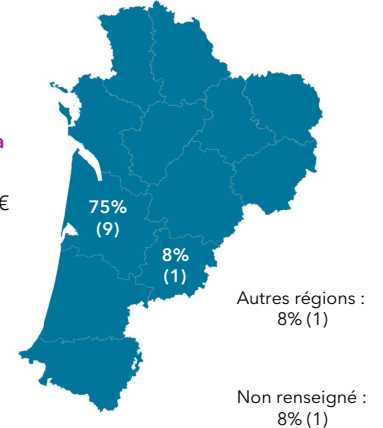 a
€
75%
(9)
8%
(1)
Autres régions :
8% (1)
Non renseigné :
8% (1)